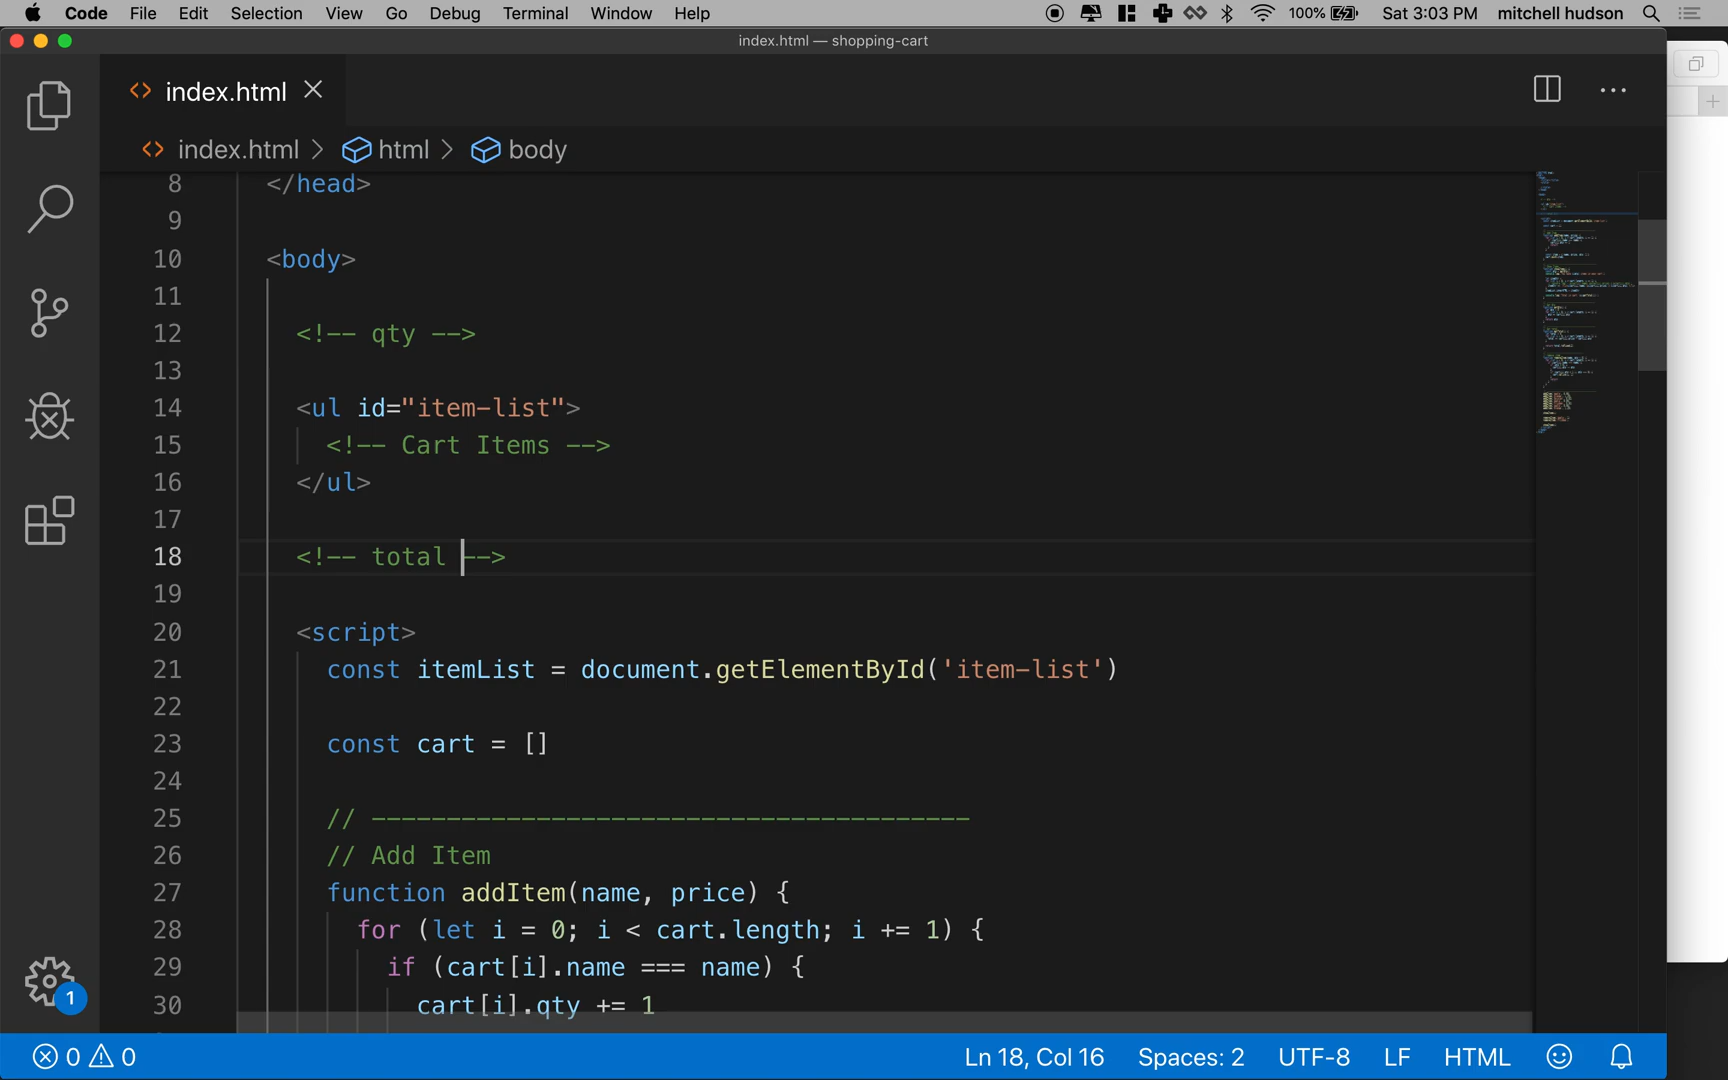 Code File Edit Selection View Go Debug Terminal Window Help 100% Sat 3:03 PM mitchell hudson
index.html — shopping-cart
index.html
index.html > html > body
8 </head>
9
10 <body>
11
12 <!-- qty -->
13
14 <ul id="item-list">
15 <!-- Cart Items -->
16 </ul>
17
18 <!-- total -->
19
20 <script>
21 const itemList = document.getElementById('item-list')
22
23 const cart = []
24
25 // ----------------------------------------
26 // Add Item
27 function addItem(name, price) {
28 for (let i = 0; i < cart.length; i += 1) {
29 if (cart[i].name === name) {
30 cart[i].qty += 1
1
0 0 Ln 18, Col 16 Spaces: 2 UTF-8 LF HTML